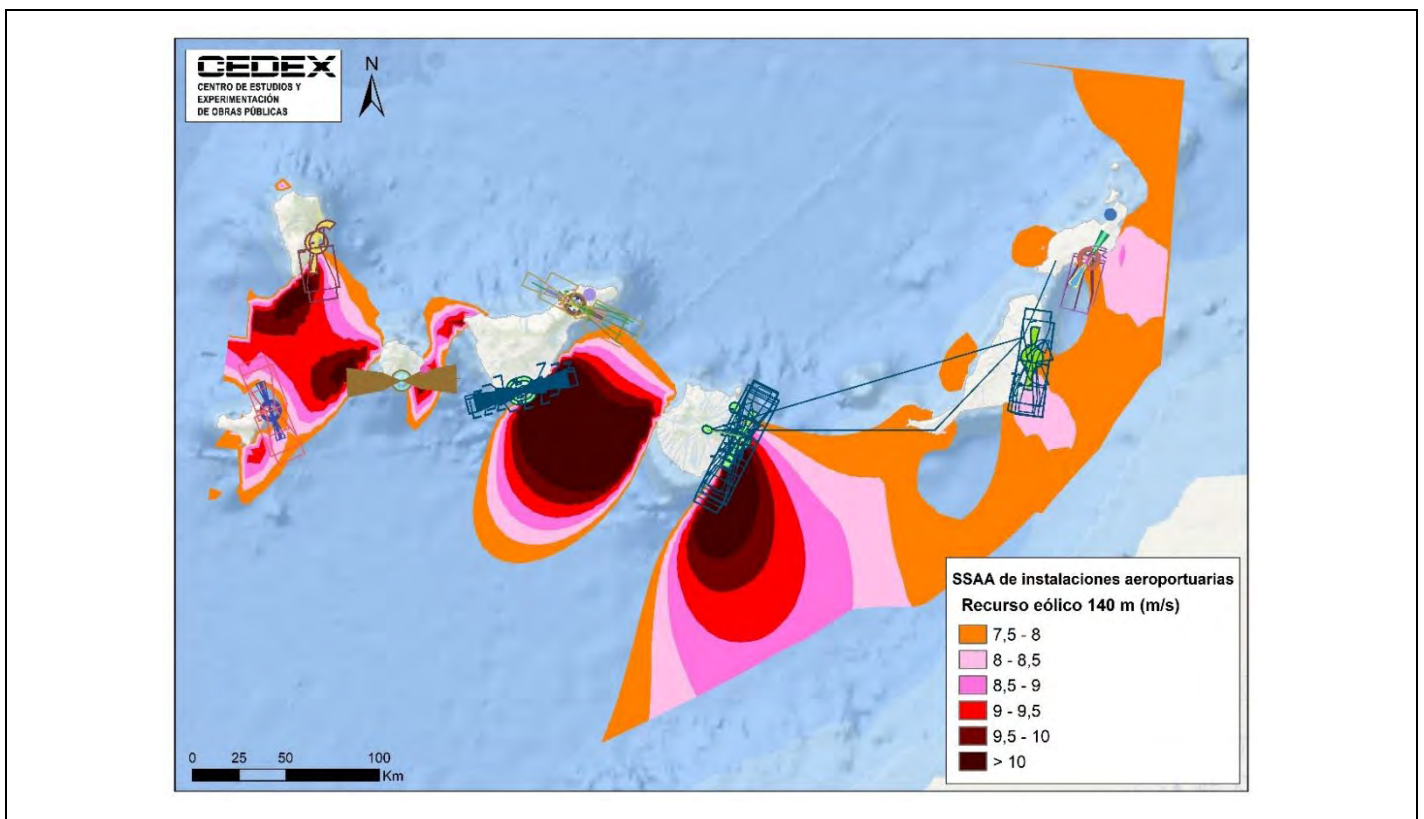 CEDEX
CENTRO DE ESTUDIOS Y
EXPERIMENTACIÓN
DE OBRAS PÚBLICAS
N
SSAA de instalaciones aeroportuarias
Recurso eólico 140 m (m/s)
7,5 - 8
8 - 8,5
8,5 - 9
9 - 9,5
9,5 - 10
> 10
0 25 50 100
Km